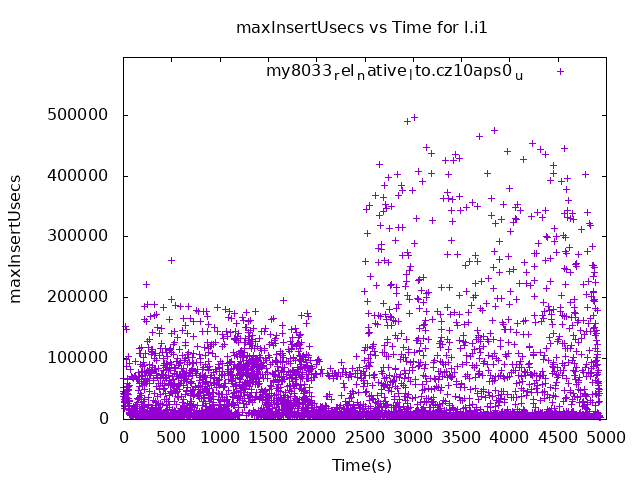 maxInsertUsecs vs Time for l.i1
my8033_rel_native_lto.cz10aps0_u
500000
400000
300000
200000
100000
0
maxInsertUsecs
0 500 1000 1500 2000 2500 3000 3500 4000 4500 5000
Time(s)